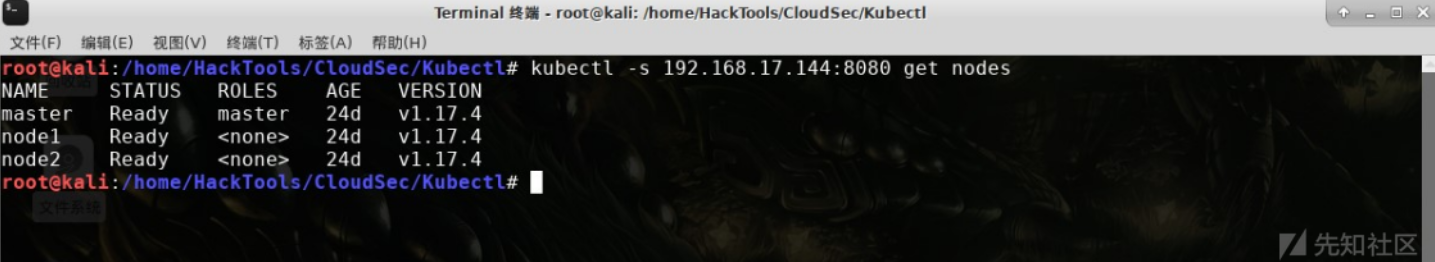 Terminal 终端 - root@kali: /home/HackTools/CloudSec/Kubectl
文件(F) 编辑(E) 视图(V) 终端(T) 标签(A) 帮助(H)
root@kali:/home/HackTools/CloudSec/Kubectl# kubectl -s 192.168.17.144:8080 get nodes
NAME STATUS ROLES AGE VERSION
master Ready master 24d v1.17.4
node1 Ready <none> 24d v1.17.4
node2 Ready <none> 24d v1.17.4
root@kali:/home/HackTools/CloudSec/Kubectl#
文件系统
先知社区